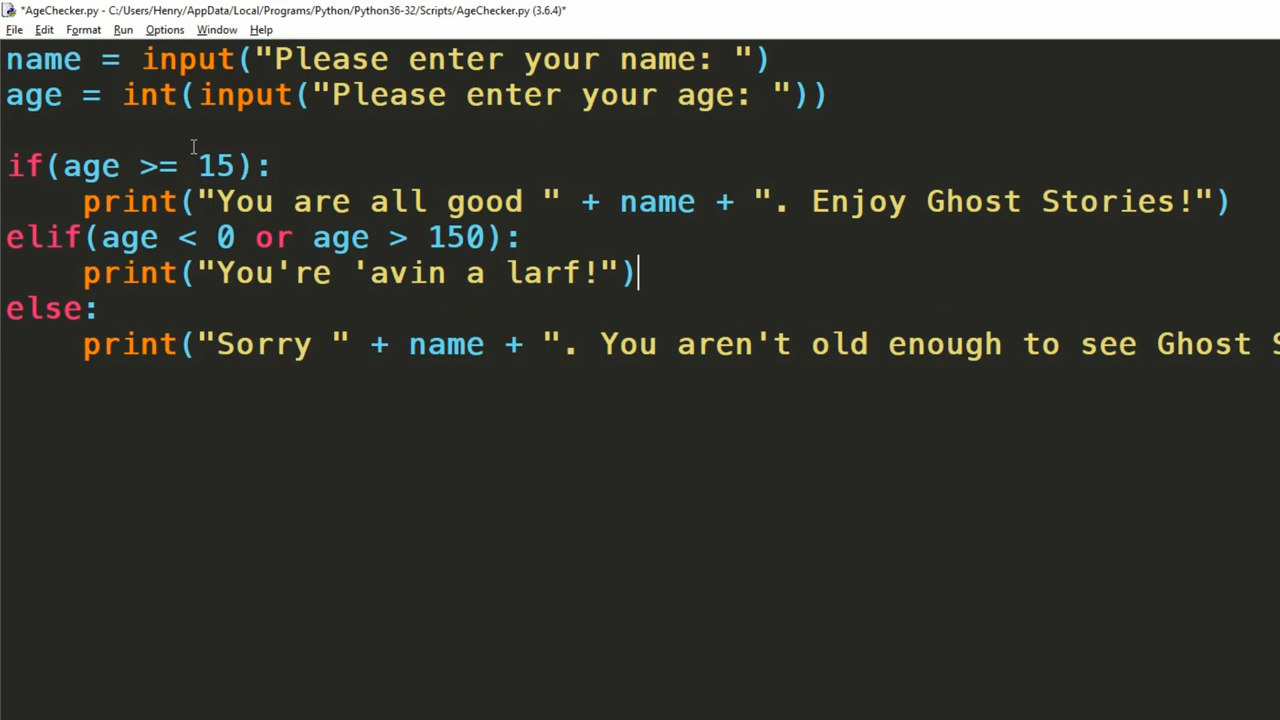 *AgeChecker.py - C:/Users/Henry/AppData/Local/Programs/Python/Python36-32/Scripts/AgeChecker.py (3.6.4)*
File Edit Format Run Options Window Help
name = input("Please enter your name: ")
age = int(input("Please enter your age: "))
if(age >= 15):
    print("You are all good " + name + ". Enjoy Ghost Stories!")
elif(age < 0 or age > 150):
    print("You're 'avin a larf!")
else:
    print("Sorry " + name + ". You aren't old enough to see Ghost